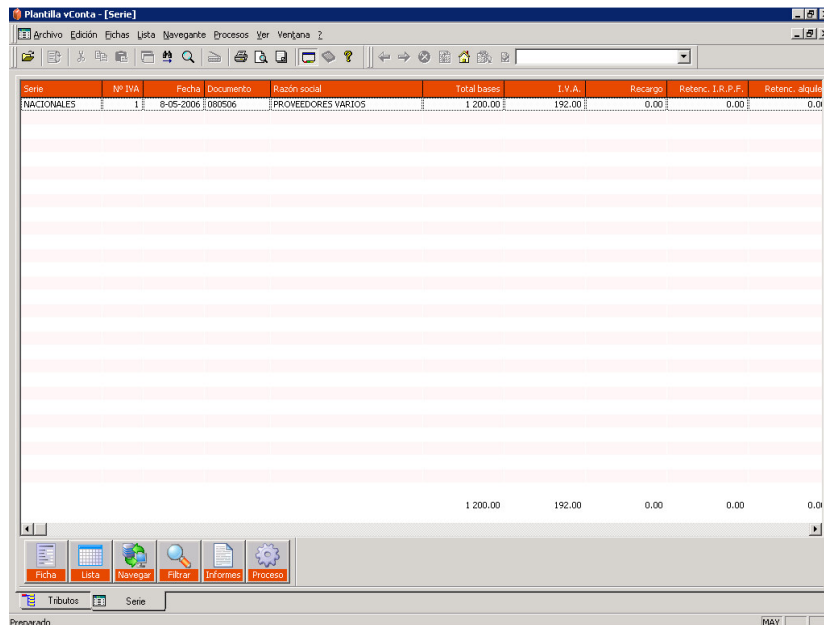 Plantilla vConta - [Serie]
Archivo Edición Fichas Lista Navegante Procesos Ver Ventana ?
Serie Nº IVA Fecha Documento Razón social Total bases I.V.A. Recargo Retenc. I.R.P.F. Retenc. alquile
NACIONALES 1 8-05-2006 080506 PROVEEDORES VARIOS 1 200.00 192.00 0.00 0.00 0.0
1 200.00 192.00 0.00 0.00 0.0
Ficha Lista Navegar Filtrar Informes Proceso
Tributos Serie
Preparado MAY